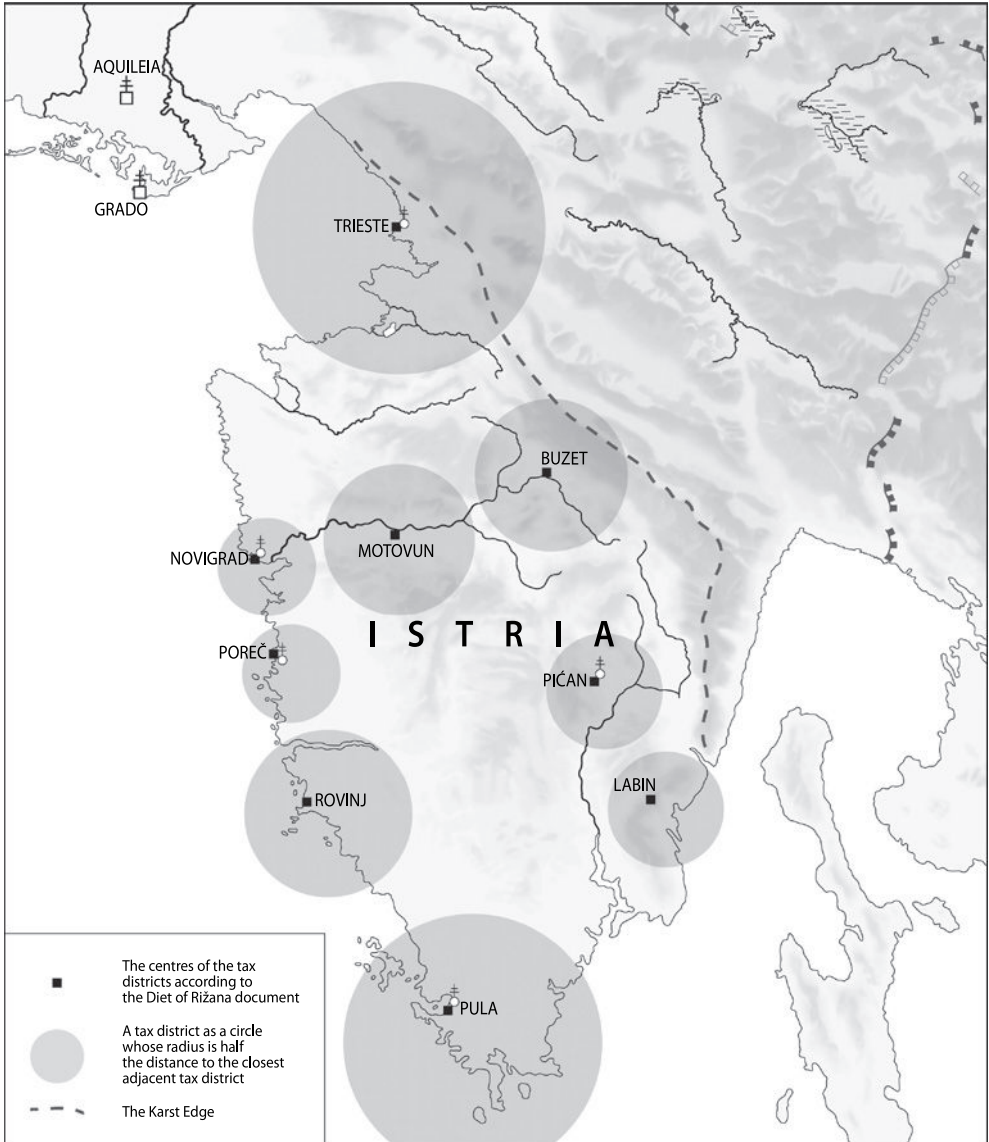 AQUILEIA
GRADO
TRIESTE
BUZET
MOTOVUN
NOVIGRAD
ISTRIA
POREČ
PIĆAN
LABIN
ROVINJ
PULA
The centres of the tax
districts according to
the Diet of Rižana document
A tax district as a circle
whose radius is half
the distance to the closest
adjacent tax district
The Karst Edge